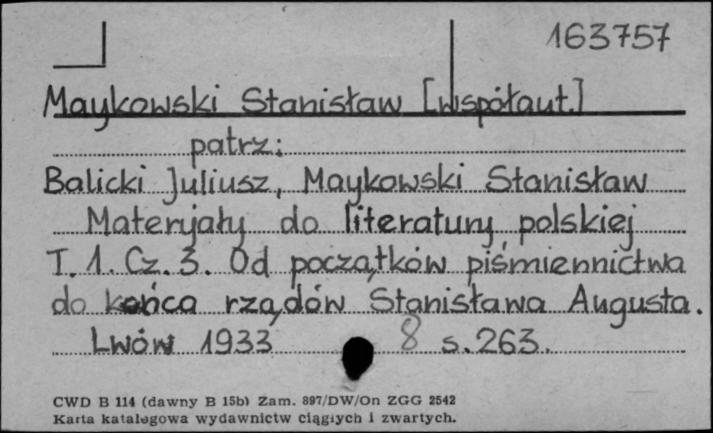 163757
Maykowski Stanisław [współaut.]
patrz:
Balicki Juliusz, Maykowski Stanisław
Materyały do literatury polskiej
T. 1. Cz. 3. Od początków piśmiennictwa
do końca rządów Stanisława Augusta.
Lwów 1933 8 s. 263.
CWD B 114 (dawny B 15b) Zam. 897/DW/On ZGG 2542
Karta katalogowa wydawnictw ciągłych i zwartych.